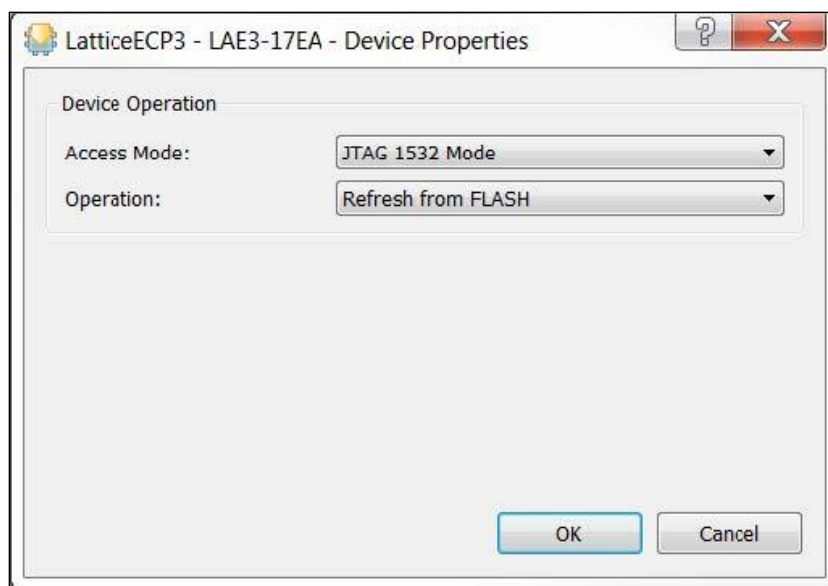 LatticeECP3 - LAE3-17EA - Device Properties
?
X
Device Operation
Access Mode:
JTAG 1532 Mode
Operation:
Refresh from FLASH
OK
Cancel